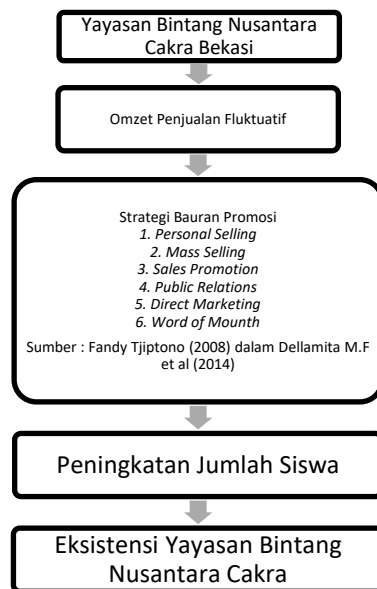 Yayasan Bintang Nusantara
Cakra Bekasi
Omzet Penjualan Fluktuatif
Strategi Bauran Promosi
1. Personal Selling
2. Mass Selling
3. Sales Promotion
4. Public Relations
5. Direct Marketing
6. Word of Mounth
Sumber : Fandy Tjiptono (2008) dalam Dellamita M.F
et al (2014)
Peningkatan Jumlah Siswa
Eksistensi Yayasan Bintang
Nusantara Cakra